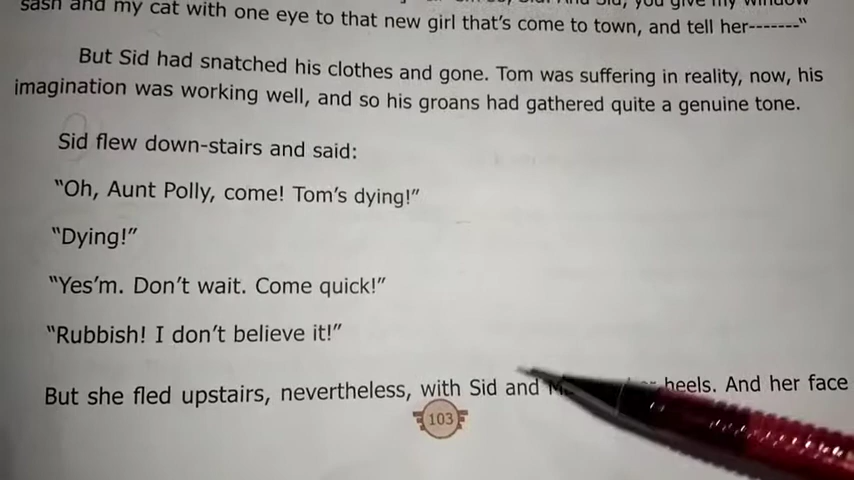 sash and my cat with one eye to that new girl that's come to town, and tell her-------"
But Sid had snatched his clothes and gone. Tom was suffering in reality, now, his
imagination was working well, and so his groans had gathered quite a genuine tone.
Sid flew down-stairs and said:
"Oh, Aunt Polly, come! Tom's dying!"
"Dying!"
"Yes'm. Don't wait. Come quick!"
"Rubbish! I don't believe it!"
But she fled upstairs, nevertheless, with Sid and heels. And her face
103